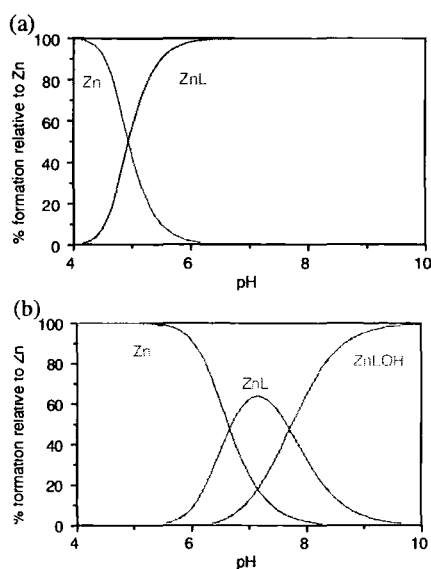 (a)
100
80
60
40
20
0
% formation relative to Zn
Zn
ZnL
4
6
8
10
pH
(b)
100
80
60
40
20
0
% formation relative to Zn
Zn
ZnL
ZnLOH
4
6
8
10
pH